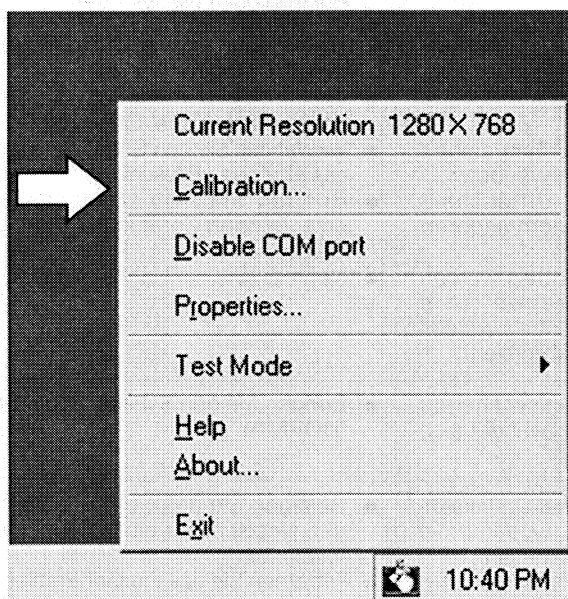 Current Resolution 1280 X 768
Calibration...
Disable COM port
Properties...
Test Mode
Help
About...
Exit
10:40 PM